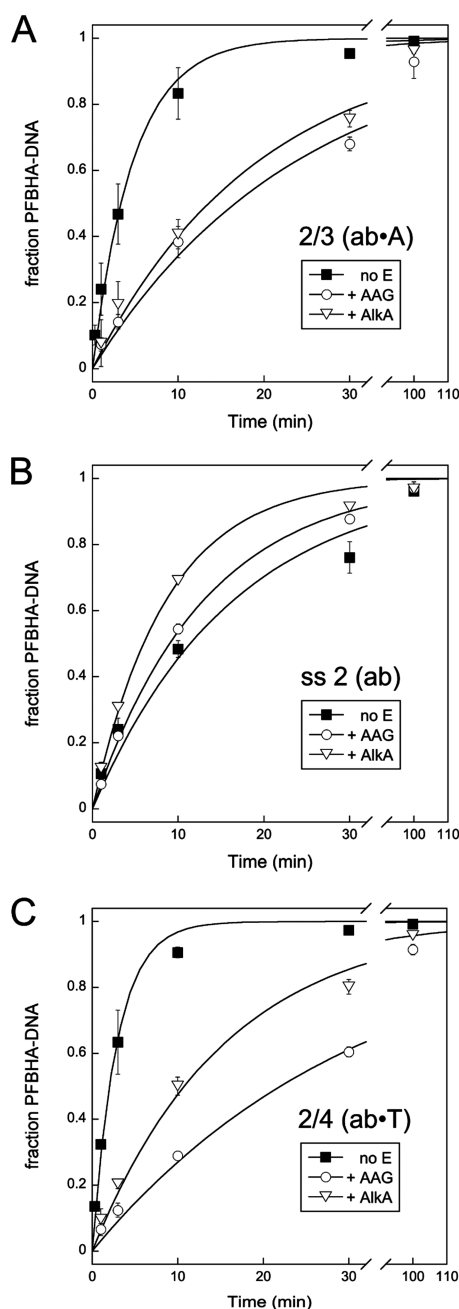 A
1
0.8
0.6
0.4
0.2
0
fraction PFBHA-DNA
2/3 (ab•A)
no E
+ AAG
+ AlkA
0 10 20 30 100 110
Time (min)
B
1
0.8
0.6
0.4
0.2
0
fraction PFBHA-DNA
ss 2 (ab)
no E
+ AAG
+ AlkA
0 10 20 30 100 110
Time (min)
C
1
0.8
0.6
0.4
0.2
0
fraction PFBHA-DNA
2/4 (ab•T)
no E
+ AAG
+ AlkA
0 10 20 30 100 110
Time (min)